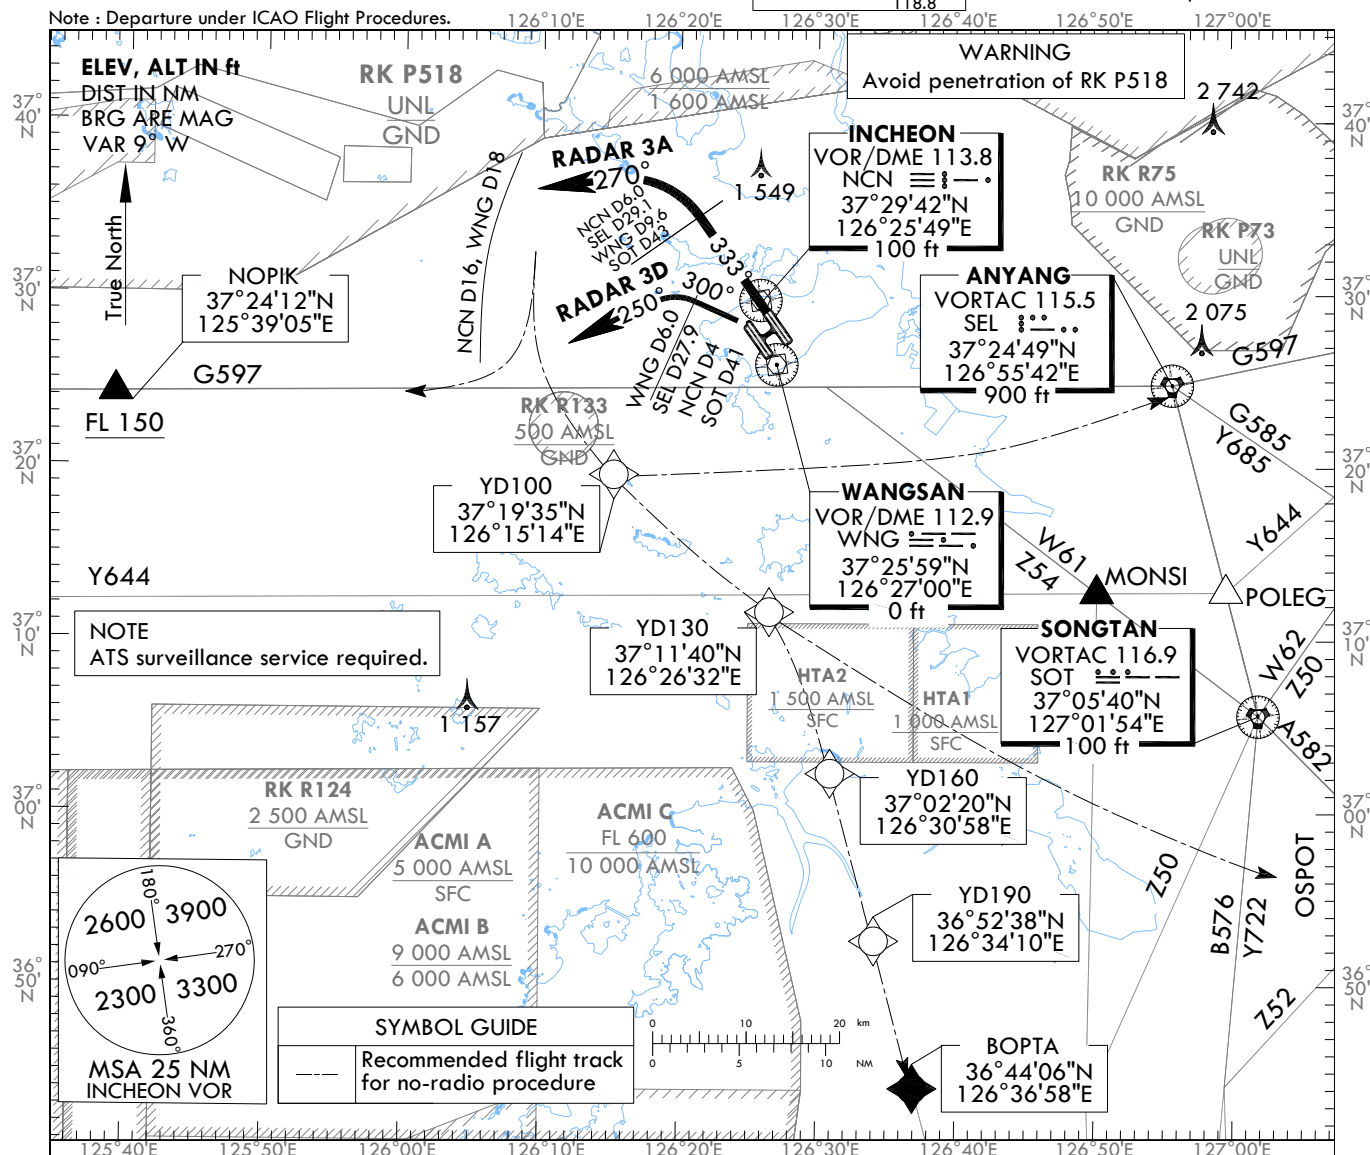 118.8
Note : Departure under ICAO Flight Procedures.
126°10'E
126°20'E
126°30'E
126°40'E
126°50'E
127°00'E
ELEV, ALT IN ft
DIST IN NM
BRG ARE MAG
VAR 9° W
True North
RK P518
UNL
GND
6 000 AMSL
1 600 AMSL
WARNING
Avoid penetration of RK P518
2 742
37°
40'
N
37°
40'
N
RADAR 3A
270°
NCN D6.0
SEL D29.1
WNG D9.6
SOT D43
333°
1 549
NCN D16, WNG D18
INCHEON
VOR/DME 113.8
NCN
37°29'42"N
126°25'49"E
100 ft
RK R75
10 000 AMSL
GND
RK P73
UNL
GND
37°
30'
N
37°
30'
N
NOPIK
37°24'12"N
125°39'05"E
RADAR 3D
250°
300°
WNG D6.0
SEL D27.9
NCN D4
SOT D41
ANYANG
VORTAC 115.5
SEL
37°24'49"N
126°55'42"E
900 ft
2 075
G597
G597
FL 150
RK R133
500 AMSL
GND
G585
Y685
37°
20'
N
37°
20'
N
YD100
37°19'35"N
126°15'14"E
WANGSAN
VOR/DME 112.9
WNG
37°25'59"N
126°27'00"E
0 ft
W61
Z54
Y644
Y644
MONSI
POLEG
37°
10'
N
37°
10'
N
NOTE
ATS surveillance service required.
YD130
37°11'40"N
126°26'32"E
SONGTAN
VORTAC 116.9
SOT
37°05'40"N
127°01'54"E
100 ft
W62
Z50
A582
HTA2
1 500 AMSL
SFC
HTA1
1 000 AMSL
SFC
1 157
37°
00'
N
37°
00'
N
RK R124
2 500 AMSL
GND
ACMI A
5 000 AMSL
SFC
ACMI B
9 000 AMSL
6 000 AMSL
ACMI C
FL 600
10 000 AMSL
YD160
37°02'20"N
126°30'58"E
Z50
B576
Y722
OSPOT
YD190
36°52'38"N
126°34'10"E
36°
50'
N
36°
50'
N
180°
2600
3900
270°
090°
2300
3300
360°
MSA 25 NM
INCHEON VOR
SYMBOL GUIDE
Recommended flight track
for no-radio procedure
0
10
20
km
0
5
10
NM
BOPTA
36°44'06"N
126°36'58"E
Z52
125°40'E
125°50'E
126°00'E
126°10'E
126°20'E
126°30'E
126°40'E
126°50'E
127°00'E